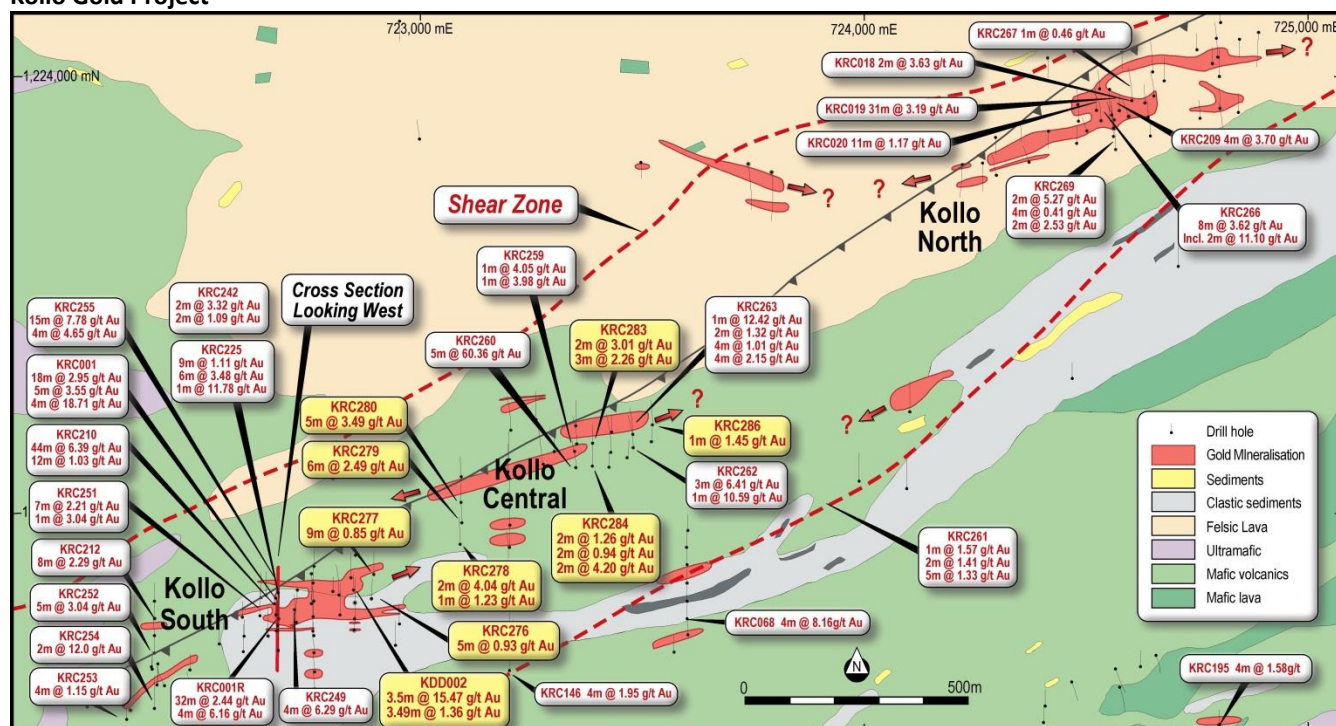 Kollo Gold Project
723,000 mE
724,000 mE
725,000 mE
1,224,000 mN
KRC267 1m @ 0.46 g/t Au
KRC018 2m @ 3.63 g/t Au
KRC019 31m @ 3.19 g/t Au
KRC020 11m @ 1.17 g/t Au
KRC209 4m @ 3.70 g/t Au
?
?
?
Shear Zone
Kollo
North
KRC269
2m @ 5.27 g/t Au
4m @ 0.41 g/t Au
2m @ 2.53 g/t Au
KRC266
8m @ 3.62 g/t Au
Incl. 2m @ 11.10 g/t Au
KRC259
1m @ 4.05 g/t Au
1m @ 3.98 g/t Au
KRC242
2m @ 3.32 g/t Au
2m @ 1.09 g/t Au
Cross Section
Looking West
KRC255
15m @ 7.78 g/t Au
4m @ 4.65 g/t Au
KRC260
5m @ 60.36 g/t Au
KRC283
2m @ 3.01 g/t Au
3m @ 2.26 g/t Au
KRC263
1m @ 12.42 g/t Au
2m @ 1.32 g/t Au
4m @ 1.01 g/t Au
4m @ 2.15 g/t Au
KRC225
9m @ 1.11 g/t Au
6m @ 3.48 g/t Au
1m @ 11.78 g/t Au
KRC001
18m @ 2.95 g/t Au
5m @ 3.55 g/t Au
4m @ 18.71 g/t Au
KRC280
5m @ 3.49 g/t Au
?
?
KRC286
1m @ 1.45 g/t Au
KRC210
44m @ 6.39 g/t Au
12m @ 1.03 g/t Au
KRC279
6m @ 2.49 g/t Au
Kollo
Central
KRC262
3m @ 6.41 g/t Au
1m @ 10.59 g/t Au
KRC251
7m @ 2.21 g/t Au
1m @ 3.04 g/t Au
KRC277
9m @ 0.85 g/t Au
KRC284
2m @ 1.26 g/t Au
2m @ 0.94 g/t Au
2m @ 4.20 g/t Au
KRC261
1m @ 1.57 g/t Au
2m @ 1.41 g/t Au
5m @ 1.33 g/t Au
KRC212
8m @ 2.29 g/t Au
Kollo
South
KRC278
2m @ 4.04 g/t Au
1m @ 1.23 g/t Au
KRC252
5m @ 3.04 g/t Au
KRC276
5m @ 0.93 g/t Au
KRC068 4m @ 8.16g/t Au
KRC254
2m @ 12.0 g/t Au
KRC253
4m @ 1.15 g/t Au
KRC001R
32m @ 2.44 g/t Au
4m @ 6.16 g/t Au
KRC249
4m @ 6.29 g/t Au
KDD002
3.5m @ 15.47 g/t Au
3.49m @ 1.36 g/t Au
KRC146 4m @ 1.95 g/t Au
KRC195 4m @ 1.58g/t
N
0
500m
Drill hole
Gold MIneralisation
Sediments
Clastic sediments
Felsic Lava
Ultramafic
Mafic volcanics
Mafic lava